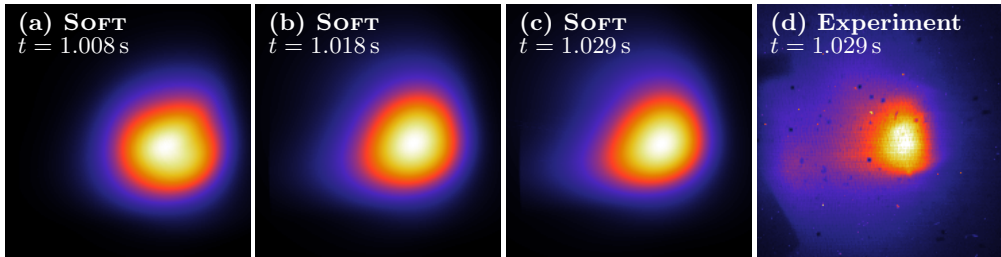 (a) SOFT
t = 1.008 s
(b) SOFT
t = 1.018 s
(c) SOFT
t = 1.029 s
(d) Experiment
t = 1.029 s